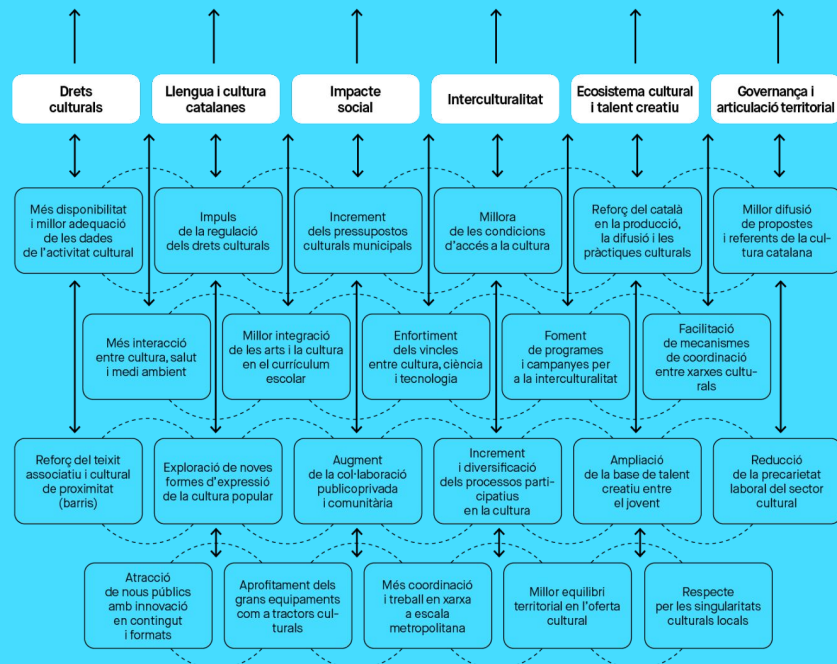 Drets
culturals
Llengua i cultura
catalanes
Impacte
social
Interculturalitat
Ecosistema cultural
i talent creatiu
Governança i
articulació territorial
Més disponibilitat
i millor adequació
de les dades
de l'activitat cultural
Impuls
de la regulació
dels drets culturals
Increment
dels pressupostos
culturals municipals
Millora
de les condicions
d'accés a la cultura
Reforç del català
en la producció,
la difusió i les
pràctiques culturals
Millor difusió
de propostes
i referents de la cul-
tura catalana
Més interacció
entre cultura, salut
i medi ambient
Millor integració
de les arts i la cultura
en el currículum
escolar
Enfortiment
dels vincles
entre cultura, ciència
i tecnologia
Foment
de programes
i campanyes per
a la interculturalitat
Facilitació
de mecanismes
de coordinació
entre xarxes cultu-
rals
Reforç del teixit
associatiu i cultural
de proximitat
(barris)
Exploració de noves
formes d'expressió
de la cultura popular
Augment
de la col·laboració
publicoprivada
i comunitària
Increment
i diversificació
dels processos parti-
cipatius
en la cultura
Ampliació
de la base de talent
creatiu entre
el jovent
Reducció
de la precarietat
laboral del sector
cultural
Atracció
de nous públics
amb innovació
en contingut
i formats
Aprofitament dels
grans equipaments
com a tractors cul-
turals
Més coordinació
i treball en xarxa
a escala
metropolitana
Millor equilibri
territorial en l'oferta
cultural
Respecte
per les singularitats
culturals locals